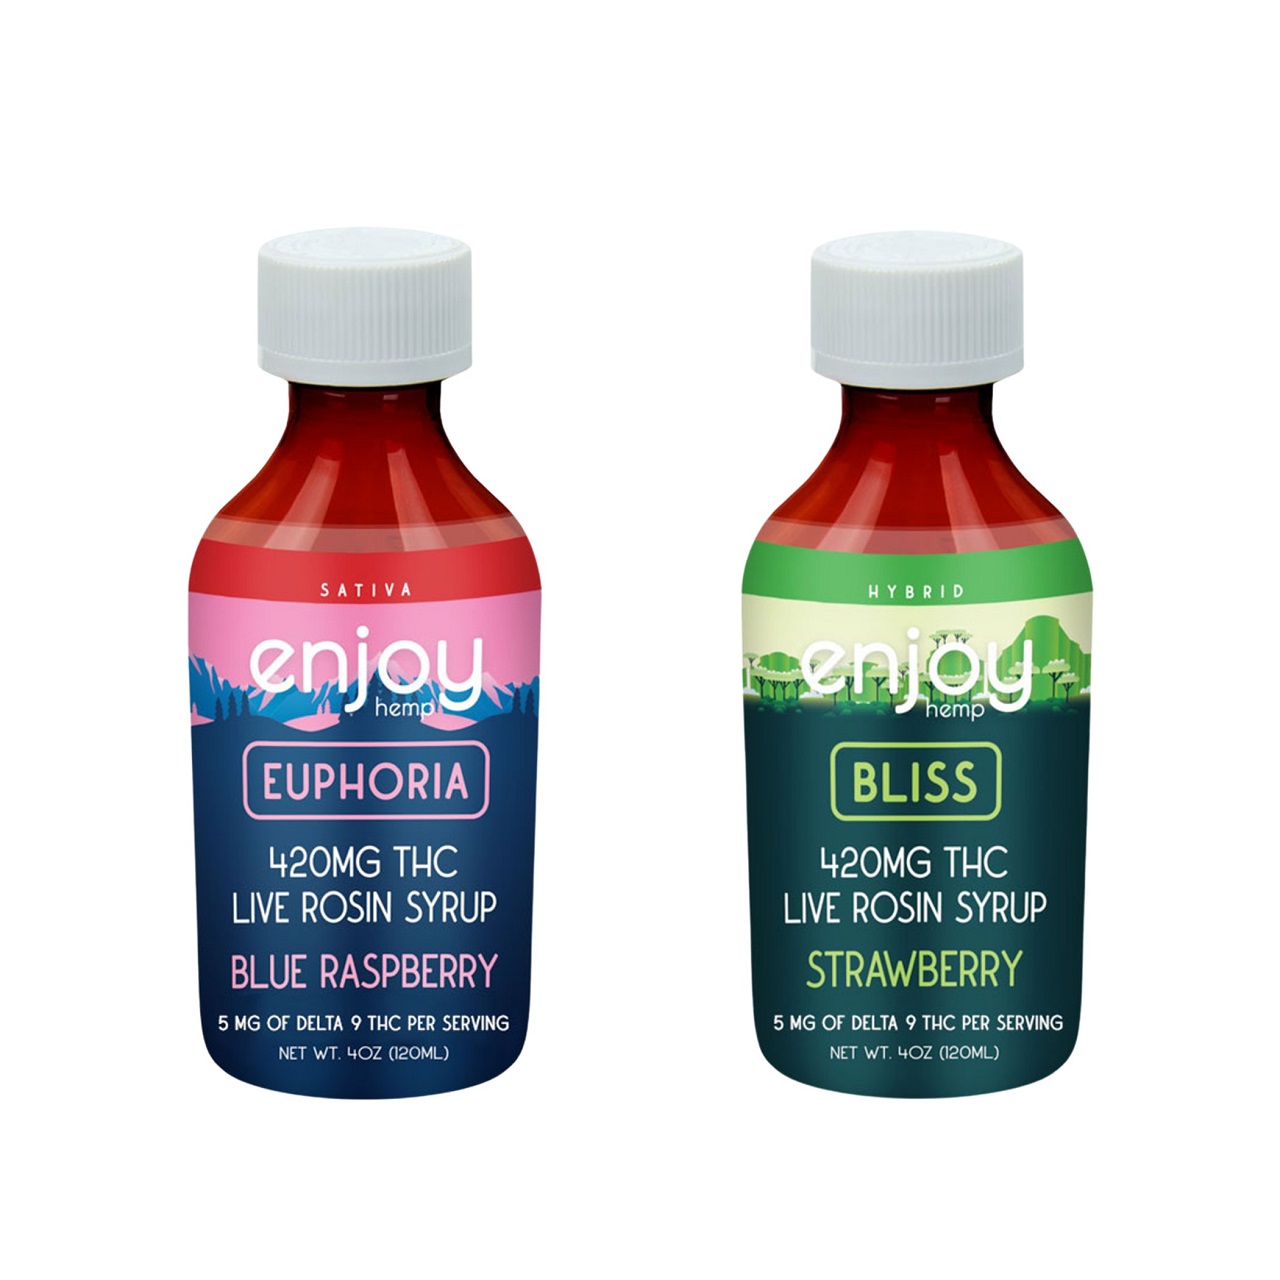 SATIVA
enjoy
hemp
EUPHORIA
420MG THC
LIVE ROSIN SYRUP
BLUE RASPBERRY
5 MG OF DELTA 9 THC PER SERVING
NET WT. 4OZ (120ML)
HYBRID
enjoy
hemp
BLISS
420MG THC
LIVE ROSIN SYRUP
STRAWBERRY
5 MG OF DELTA 9 THC PER SERVING
NET WT. 4OZ (120ML)